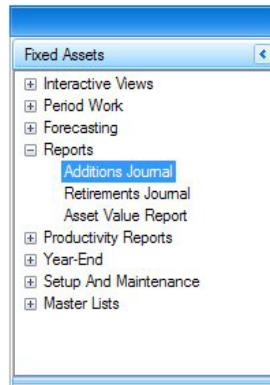 Fixed Assets
Interactive Views
Period Work
Forecasting
Reports
Additions Journal
Retirements Journal
Asset Value Report
Productivity Reports
Year-End
Setup And Maintenance
Master Lists